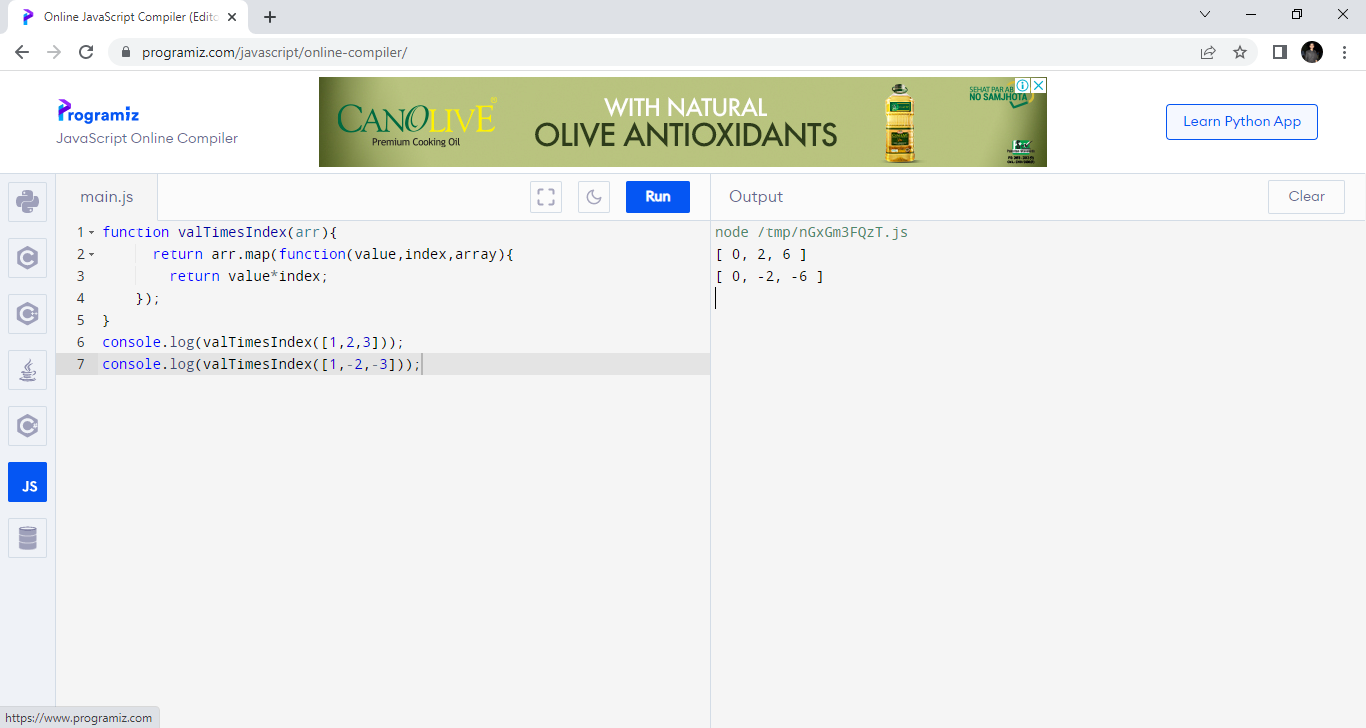 Online JavaScript Compiler (Edito
programiz.com/javascript/online-compiler/
Programiz
JavaScript Online Compiler
CANOLIVE®
Premium Cooking Oil
WITH NATURAL
OLIVE ANTIOXIDANTS
SEHAT PAR AB
NO SAMJHOTA
Learn Python App
main.js
Run
Output
Clear
JS
1 function valTimesIndex(arr){
2 return arr.map(function(value,index,array){
3 return value*index;
4 });
5 }
6 console.log(valTimesIndex([1,2,3]));
7 console.log(valTimesIndex([1,-2,-3]));
node /tmp/nGxGm3FQzT.js
[ 0, 2, 6 ]
[ 0, -2, -6 ]
https://www.programiz.com